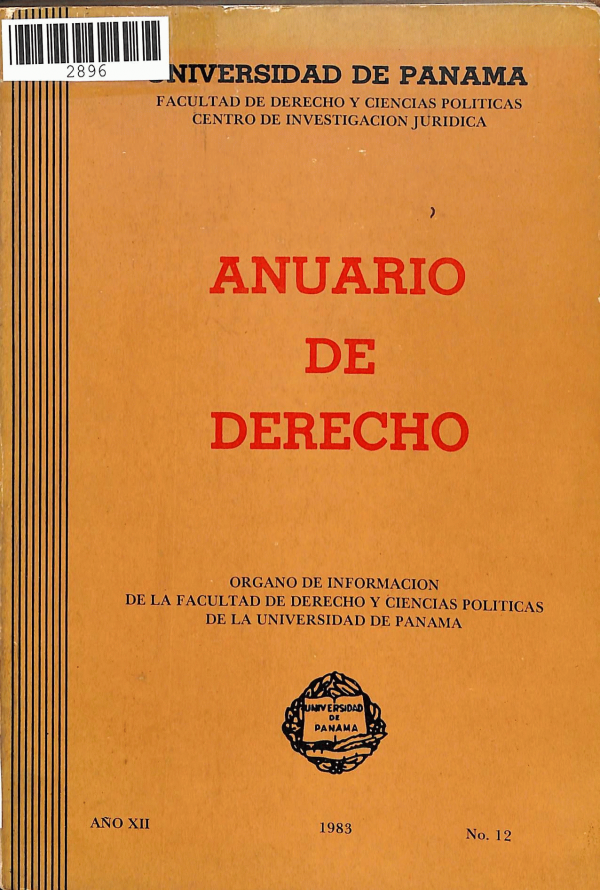 2896
UNIVERSIDAD DE PANAMA
FACULTAD DE DERECHO Y CIENCIAS POLITICAS
CENTRO DE INVESTIGACION JURIDICA
ANUARIO
DE
DERECHO
ORGANO DE INFORMACION
DE LA FACULTAD DE DERECHO Y CIENCIAS POLITICAS
DE LA UNIVERSIDAD DE PANAMA
UNIVERSIDAD
DE
PANAMA
AÑO XII
1983
No. 12